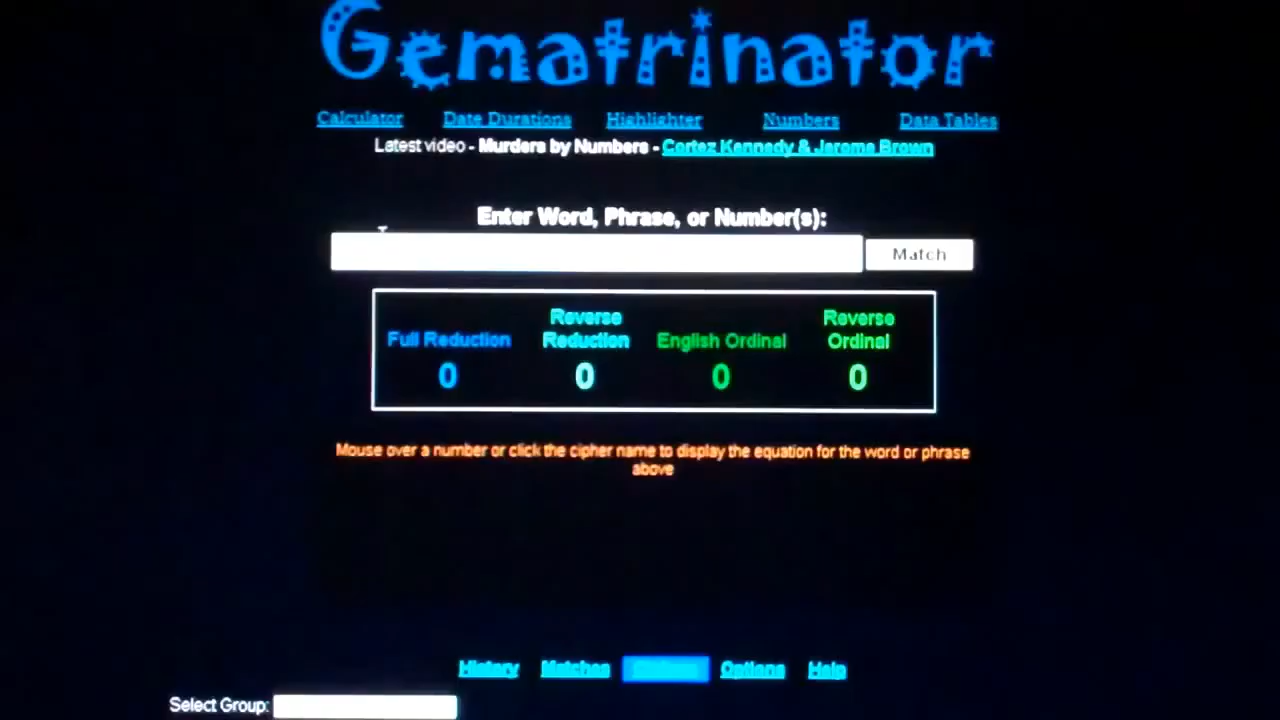 Gematrinator
Calculator Date Durations Highlighter Numbers Data Tables
Latest video - Murders by Numbers - Cortez Kennedy & Jerome Brown
Enter Word, Phrase, or Number(s):
Match
Full Reduction Reverse Reduction English Ordinal Reverse Ordinal
0 0 0 0
Mouse over a number or click the cipher name to display the equation for the word or phrase
above
History Matches Options Help
Select Group: